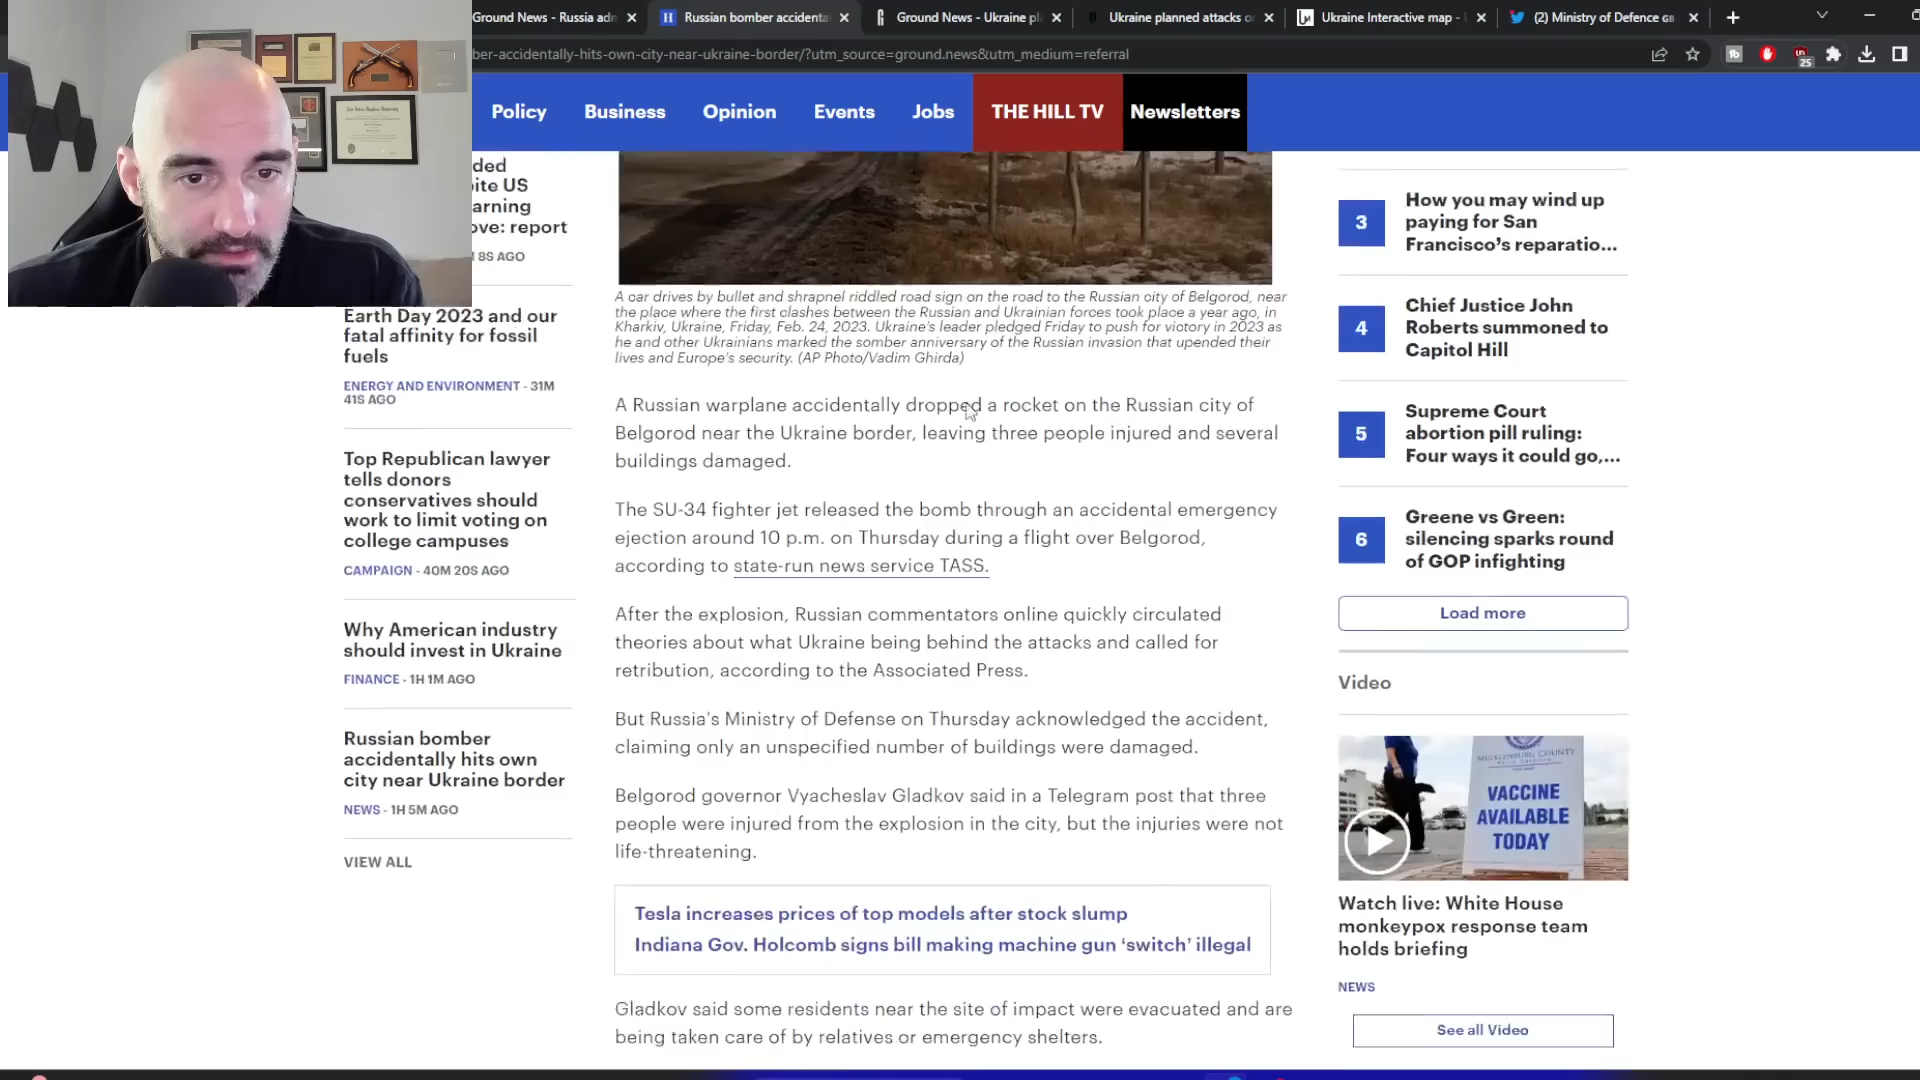 Ground News - Russia adm
Russian bomber accidenta
Ground News - Ukraine pl
Ukraine planned attacks o
Ukraine Interactive map -
(2) Ministry of Defence
ber-accidentally-hits-own-city-near-ukraine-border/?utm_source=ground.news&utm_medium=referral
25
Policy
Business
Opinion
Events
Jobs
THE HILL TV
Newsletters
ded
ite US
arning
ove: report
8S AGO
Earth Day 2023 and our
fatal affinity for fossil
fuels
ENERGY AND ENVIRONMENT - 31M
41S AGO
Top Republican lawyer
tells donors
conservatives should
work to limit voting on
college campuses
CAMPAIGN - 40M 20S AGO
Why American industry
should invest in Ukraine
FINANCE - 1H 1M AGO
Russian bomber
accidentally hits own
city near Ukraine border
NEWS - 1H 5M AGO
VIEW ALL
A car drives by bullet and shrapnel riddled road sign on the road to the Russian city of Belgorod, near
the place where the first clashes between the Russian and Ukrainian forces took place a year ago, in
Kharkiv, Ukraine, Friday, Feb. 24, 2023. Ukraine's leader pledged Friday to push for victory in 2023 as
he and other Ukrainians marked the somber anniversary of the Russian invasion that upended their
lives and Europe's security. (AP Photo/Vadim Ghirda)
A Russian warplane accidentally dropped a rocket on the Russian city of
Belgorod near the Ukraine border, leaving three people injured and several
buildings damaged.
The SU-34 fighter jet released the bomb through an accidental emergency
ejection around 10 p.m. on Thursday during a flight over Belgorod,
according to state-run news service TASS.
After the explosion, Russian commentators online quickly circulated
theories about what Ukraine being behind the attacks and called for
retribution, according to the Associated Press.
But Russia's Ministry of Defense on Thursday acknowledged the accident,
claiming only an unspecified number of buildings were damaged.
Belgorod governor Vyacheslav Gladkov said in a Telegram post that three
people were injured from the explosion in the city, but the injuries were not
life-threatening.
Tesla increases prices of top models after stock slump
Indiana Gov. Holcomb signs bill making machine gun 'switch' illegal
Gladkov said some residents near the site of impact were evacuated and are
being taken care of by relatives or emergency shelters.
3
How you may wind up
paying for San
Francisco's reparatio...
4
Chief Justice John
Roberts summoned to
Capitol Hill
5
Supreme Court
abortion pill ruling:
Four ways it could go,...
6
Greene vs Green:
silencing sparks round
of GOP infighting
Load more
Video
MECKLENBURG COUNTY
VACCINE
AVAILABLE
TODAY
Watch live: White House
monkeypox response team
holds briefing
NEWS
See all Video